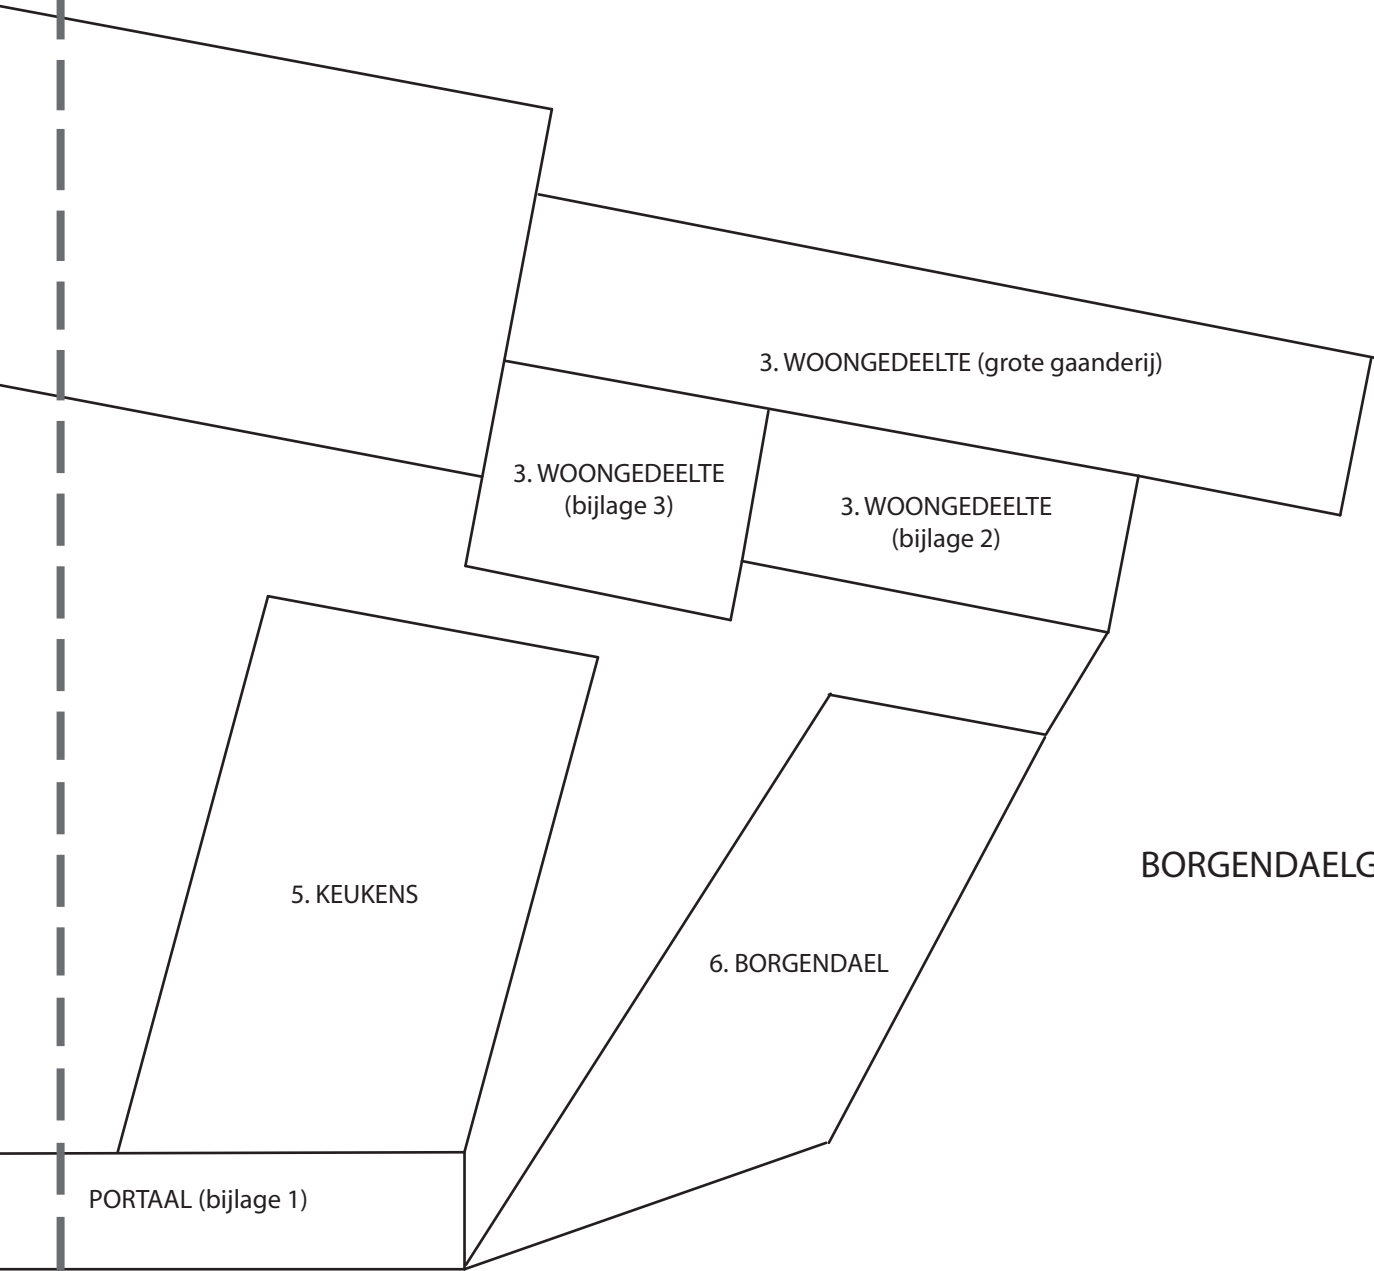 3. WOONGEDEELTE (grote gaanderij)
3. WOONGEDEELTE
(bijlage 3)
3. WOONGEDEELTE
(bijlage 2)
BORGENDAELG
5. KEUKENS
6. BORGENDAEL
PORTAAL (bijlage 1)